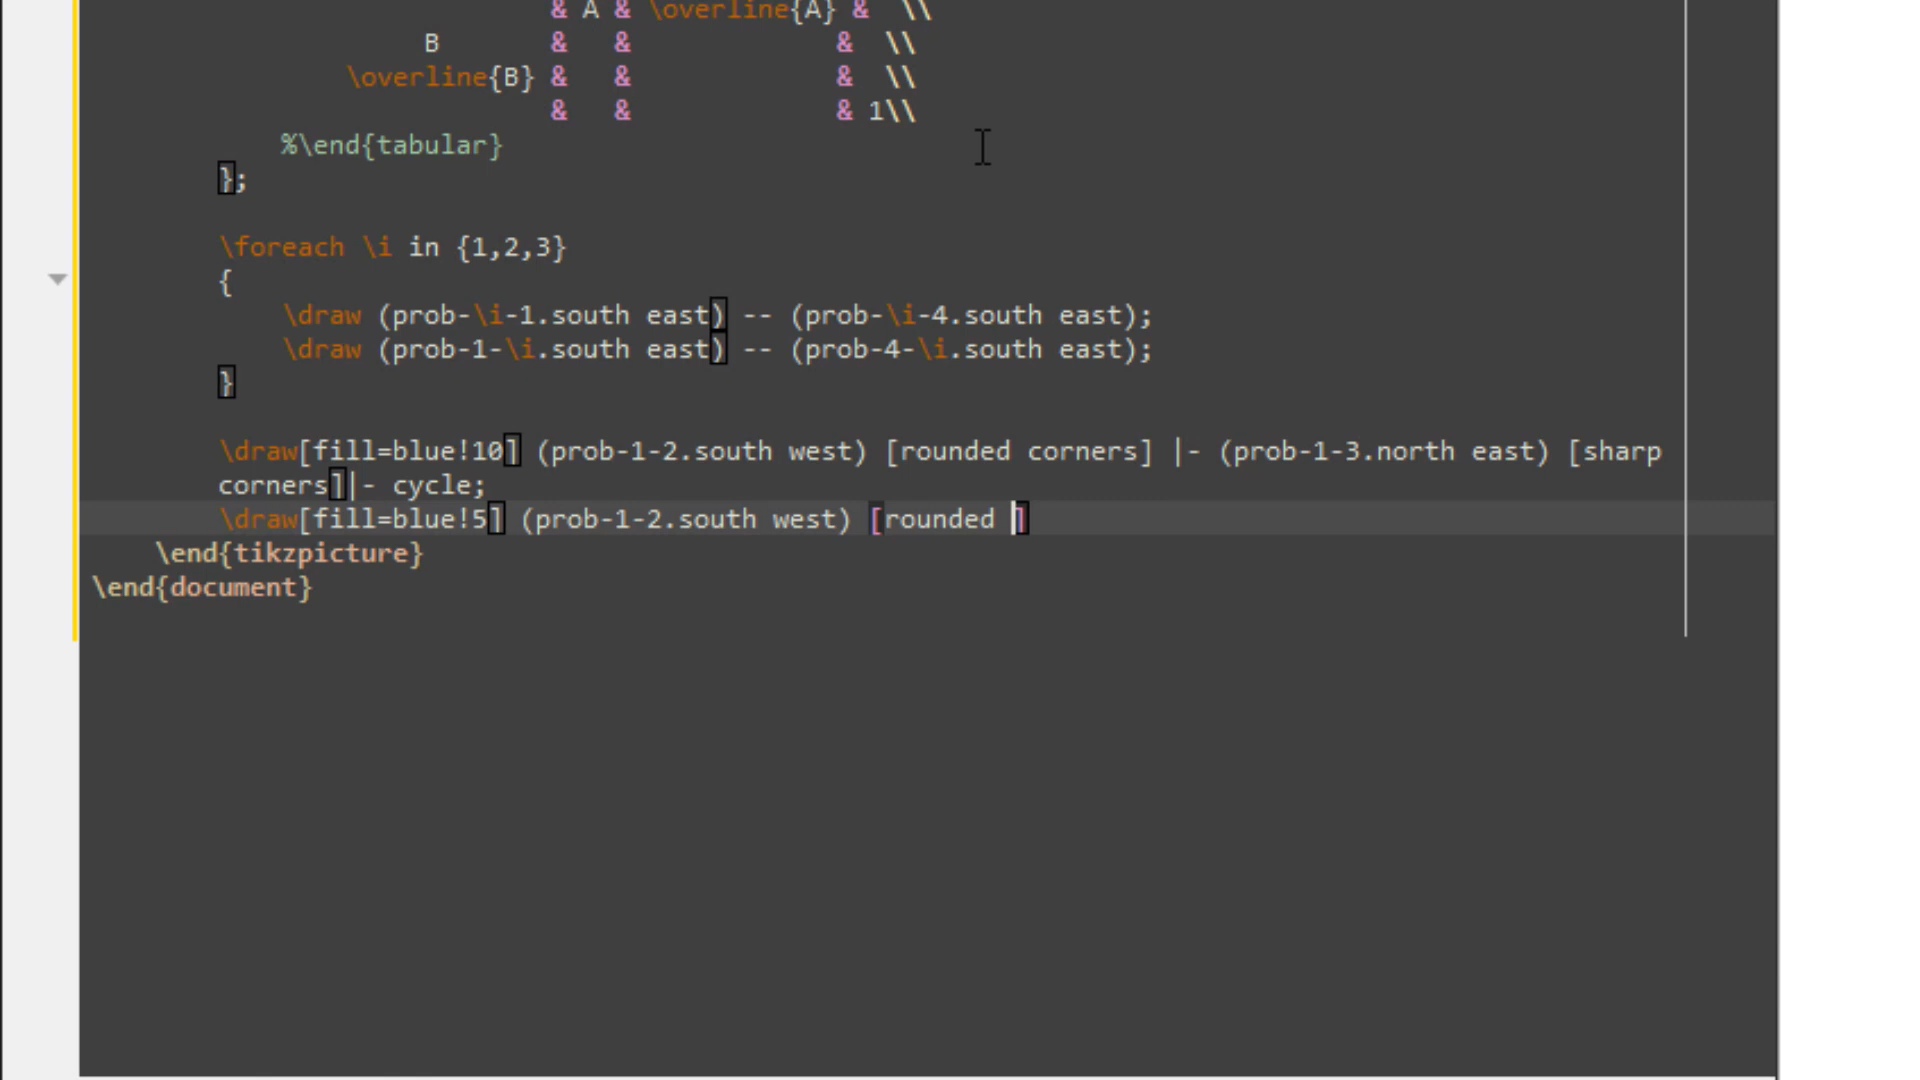 & A & \overline{A} & \\
B & & & \\
\overline{B} & & & \\
& & & 1\\
%\end{tabular}
};
\foreach \i in {1,2,3}
{
\draw (prob-\i-1.south east) -- (prob-\i-4.south east);
\draw (prob-1-\i.south east) -- (prob-4-\i.south east);
}
\draw[fill=blue!10] (prob-1-2.south west) [rounded corners] |- (prob-1-3.north east) [sharp
corners]|- cycle;
\draw[fill=blue!5] (prob-1-2.south west) [rounded ]
\end{tikzpicture}
\end{document}